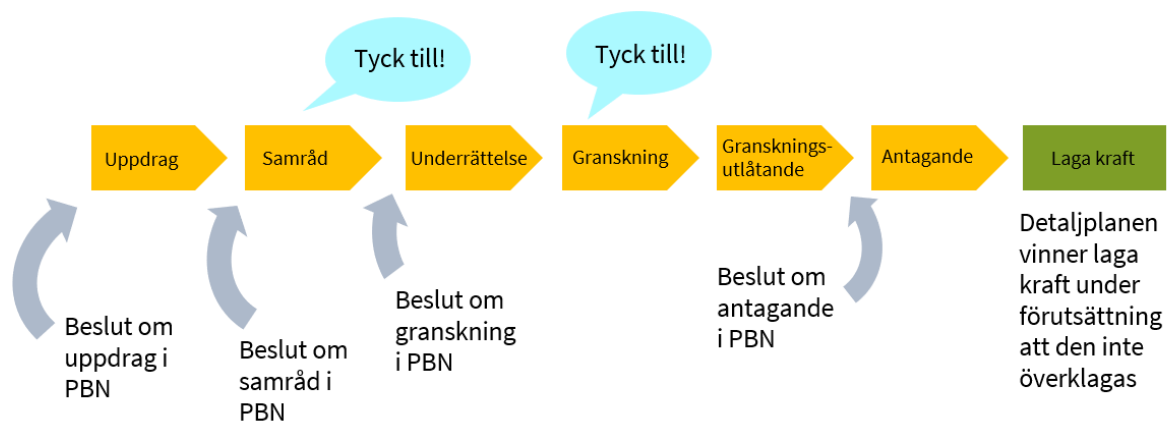 Tyck till!
Tyck till!
Uppdrag
Samråd
Underrättelse
Granskning
Gransknings-
utlåtande
Antagande
Laga kraft
Beslut om
uppdrag i
PBN
Beslut om
samråd i
PBN
Beslut om
granskning
i PBN
Beslut om
antagande
i PBN
Detaljplanen
vinner laga
kraft under
förutsättning
att den inte
överklagas